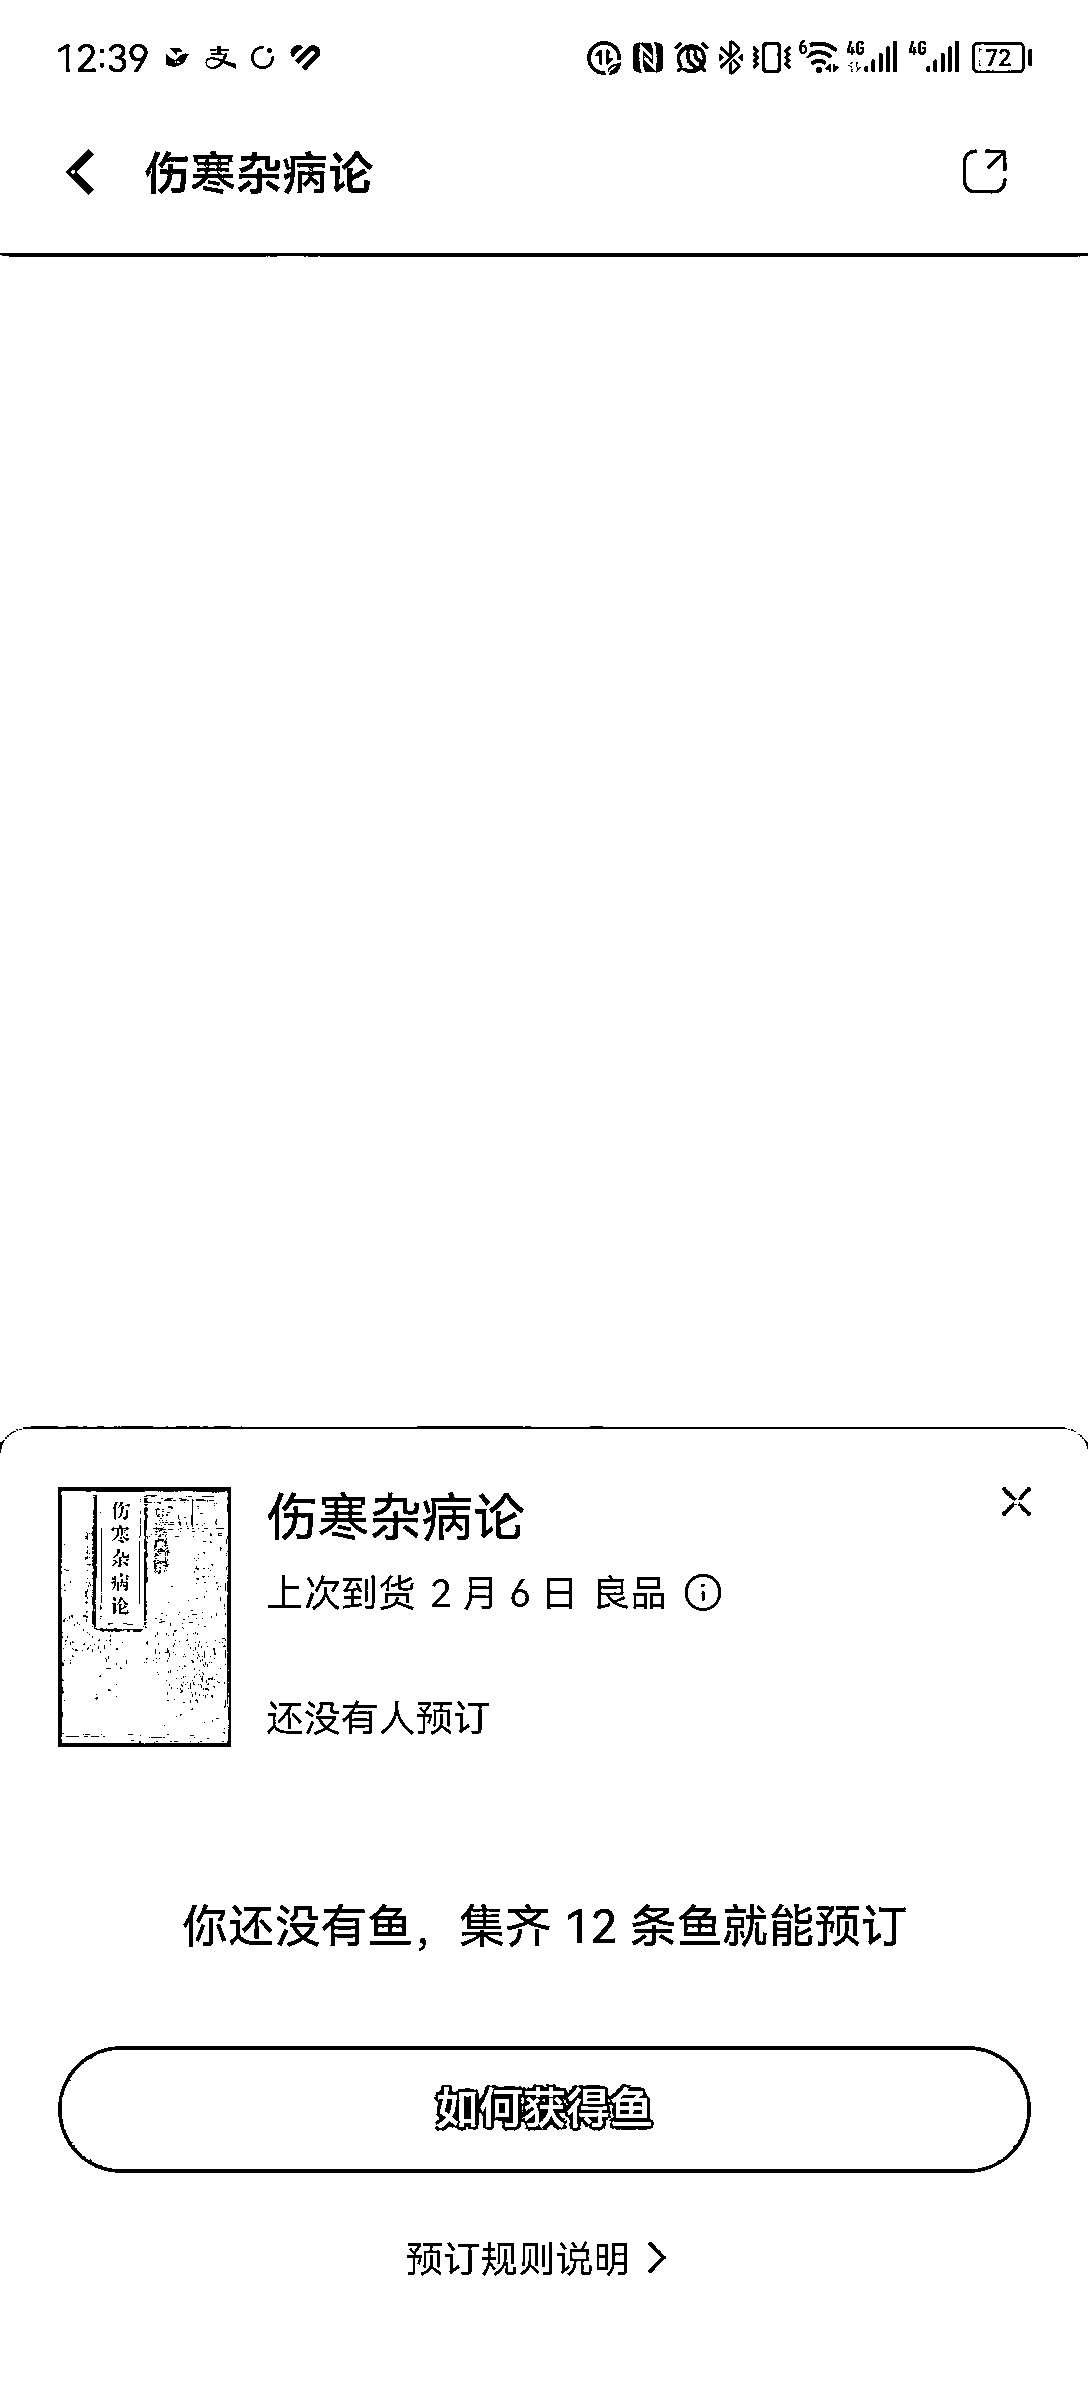 12:39
6 4G 4G 72
伤寒杂病论
伤寒杂病论
伤寒杂病论
上次到货 2 月 6 日 良品
还没有人预订
你还没有鱼，集齐 12 条鱼就能预订
如何获得鱼
预订规则说明